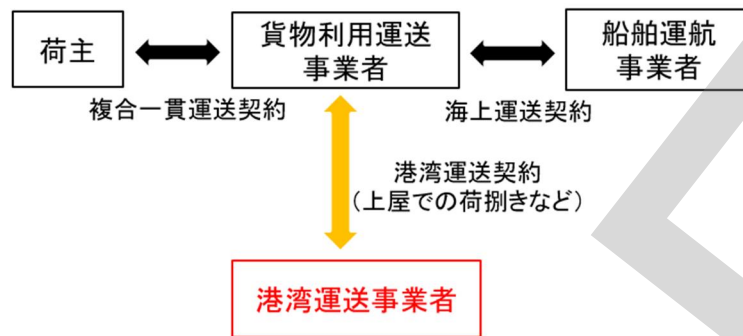 荷主
貨物利用運送
事業者
船舶運航
事業者
複合一貫運送契約
海上運送契約
港湾運送契約
（上屋での荷捌きなど）
港湾運送事業者